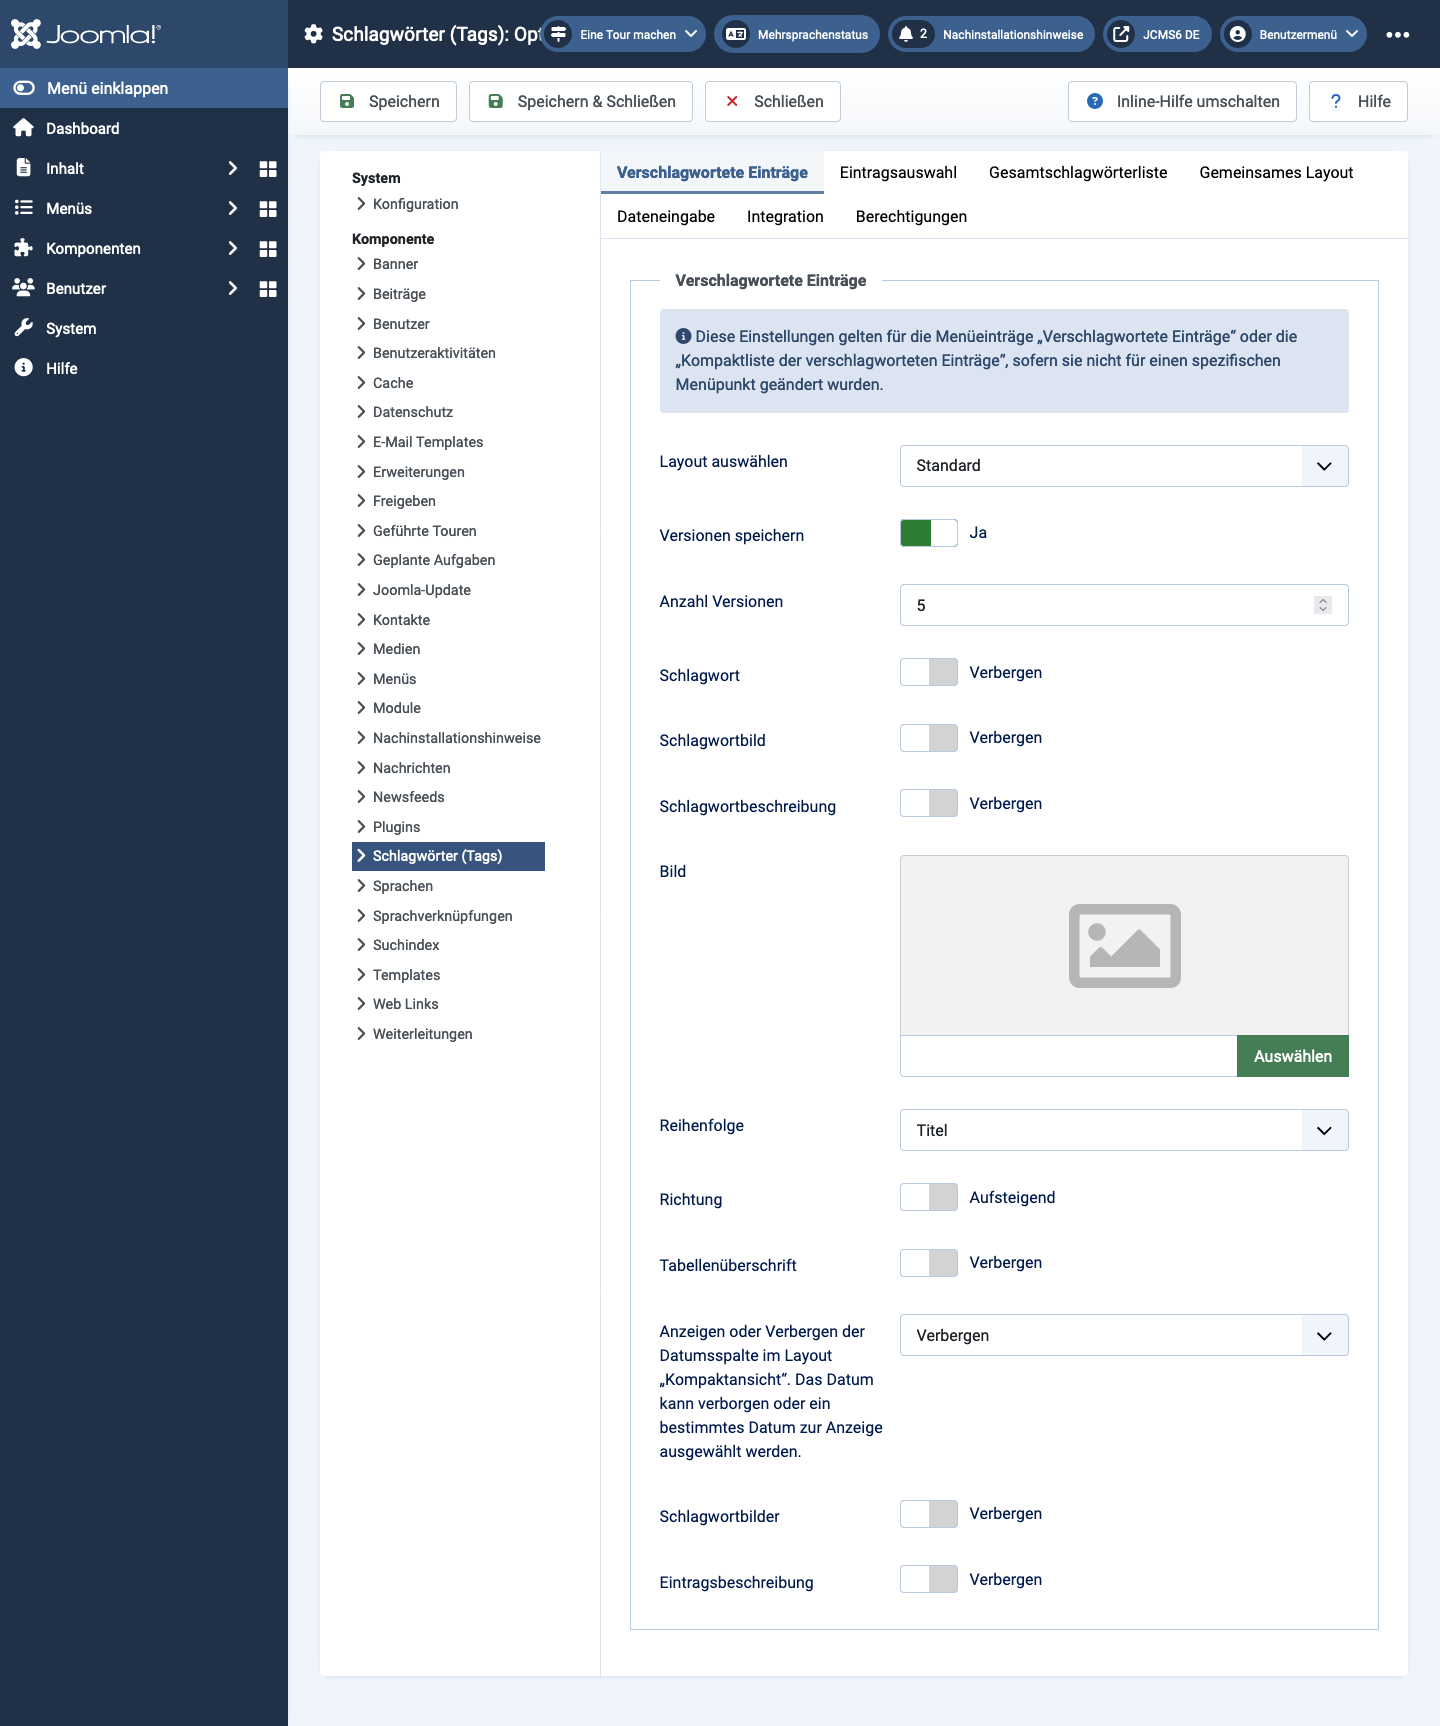 Joomla!®
Schlagwörter (Tags): Opt
Eine Tour machen
Mehrsprachenstatus
2
Nachinstallationshinweise
JCMS6 DE
Benutzermenü
Menü einklappen
Dashboard
Inhalt
Menüs
Komponenten
Benutzer
System
Hilfe
Speichern
Speichern & Schließen
Schließen
Inline-Hilfe umschalten
Hilfe
System
Konfiguration
Komponente
Banner
Beiträge
Benutzer
Benutzeraktivitäten
Cache
Datenschutz
E-Mail Templates
Erweiterungen
Freigeben
Geführte Touren
Geplante Aufgaben
Joomla-Update
Kontakte
Medien
Menüs
Module
Nachinstallationshinweise
Nachrichten
Newsfeeds
Plugins
Schlagwörter (Tags)
Sprachen
Sprachverknüpfungen
Suchindex
Templates
Web Links
Weiterleitungen
Verschlagwortete Einträge
Eintragsauswahl
Gesamtschlagwörterliste
Gemeinsames Layout
Dateneingabe
Integration
Berechtigungen
Verschlagwortete Einträge
Diese Einstellungen gelten für die Menüeinträge „Verschlagwortete Einträge“ oder die
„Kompaktliste der verschlagworteten Einträge“, sofern sie nicht für einen spezifischen
Menüpunkt geändert wurden.
Layout auswählen
Standard
Versionen speichern
Ja
Anzahl Versionen
5
Schlagwort
Verbergen
Schlagwortbild
Verbergen
Schlagwortbeschreibung
Verbergen
Bild
Auswählen
Reihenfolge
Titel
Richtung
Aufsteigend
Tabellenüberschrift
Verbergen
Anzeigen oder Verbergen der
Datumsspalte im Layout
„Kompaktansicht“. Das Datum
kann verborgen oder ein
bestimmtes Datum zur Anzeige
ausgewählt werden.
Verbergen
Schlagwortbilder
Verbergen
Eintragsbeschreibung
Verbergen